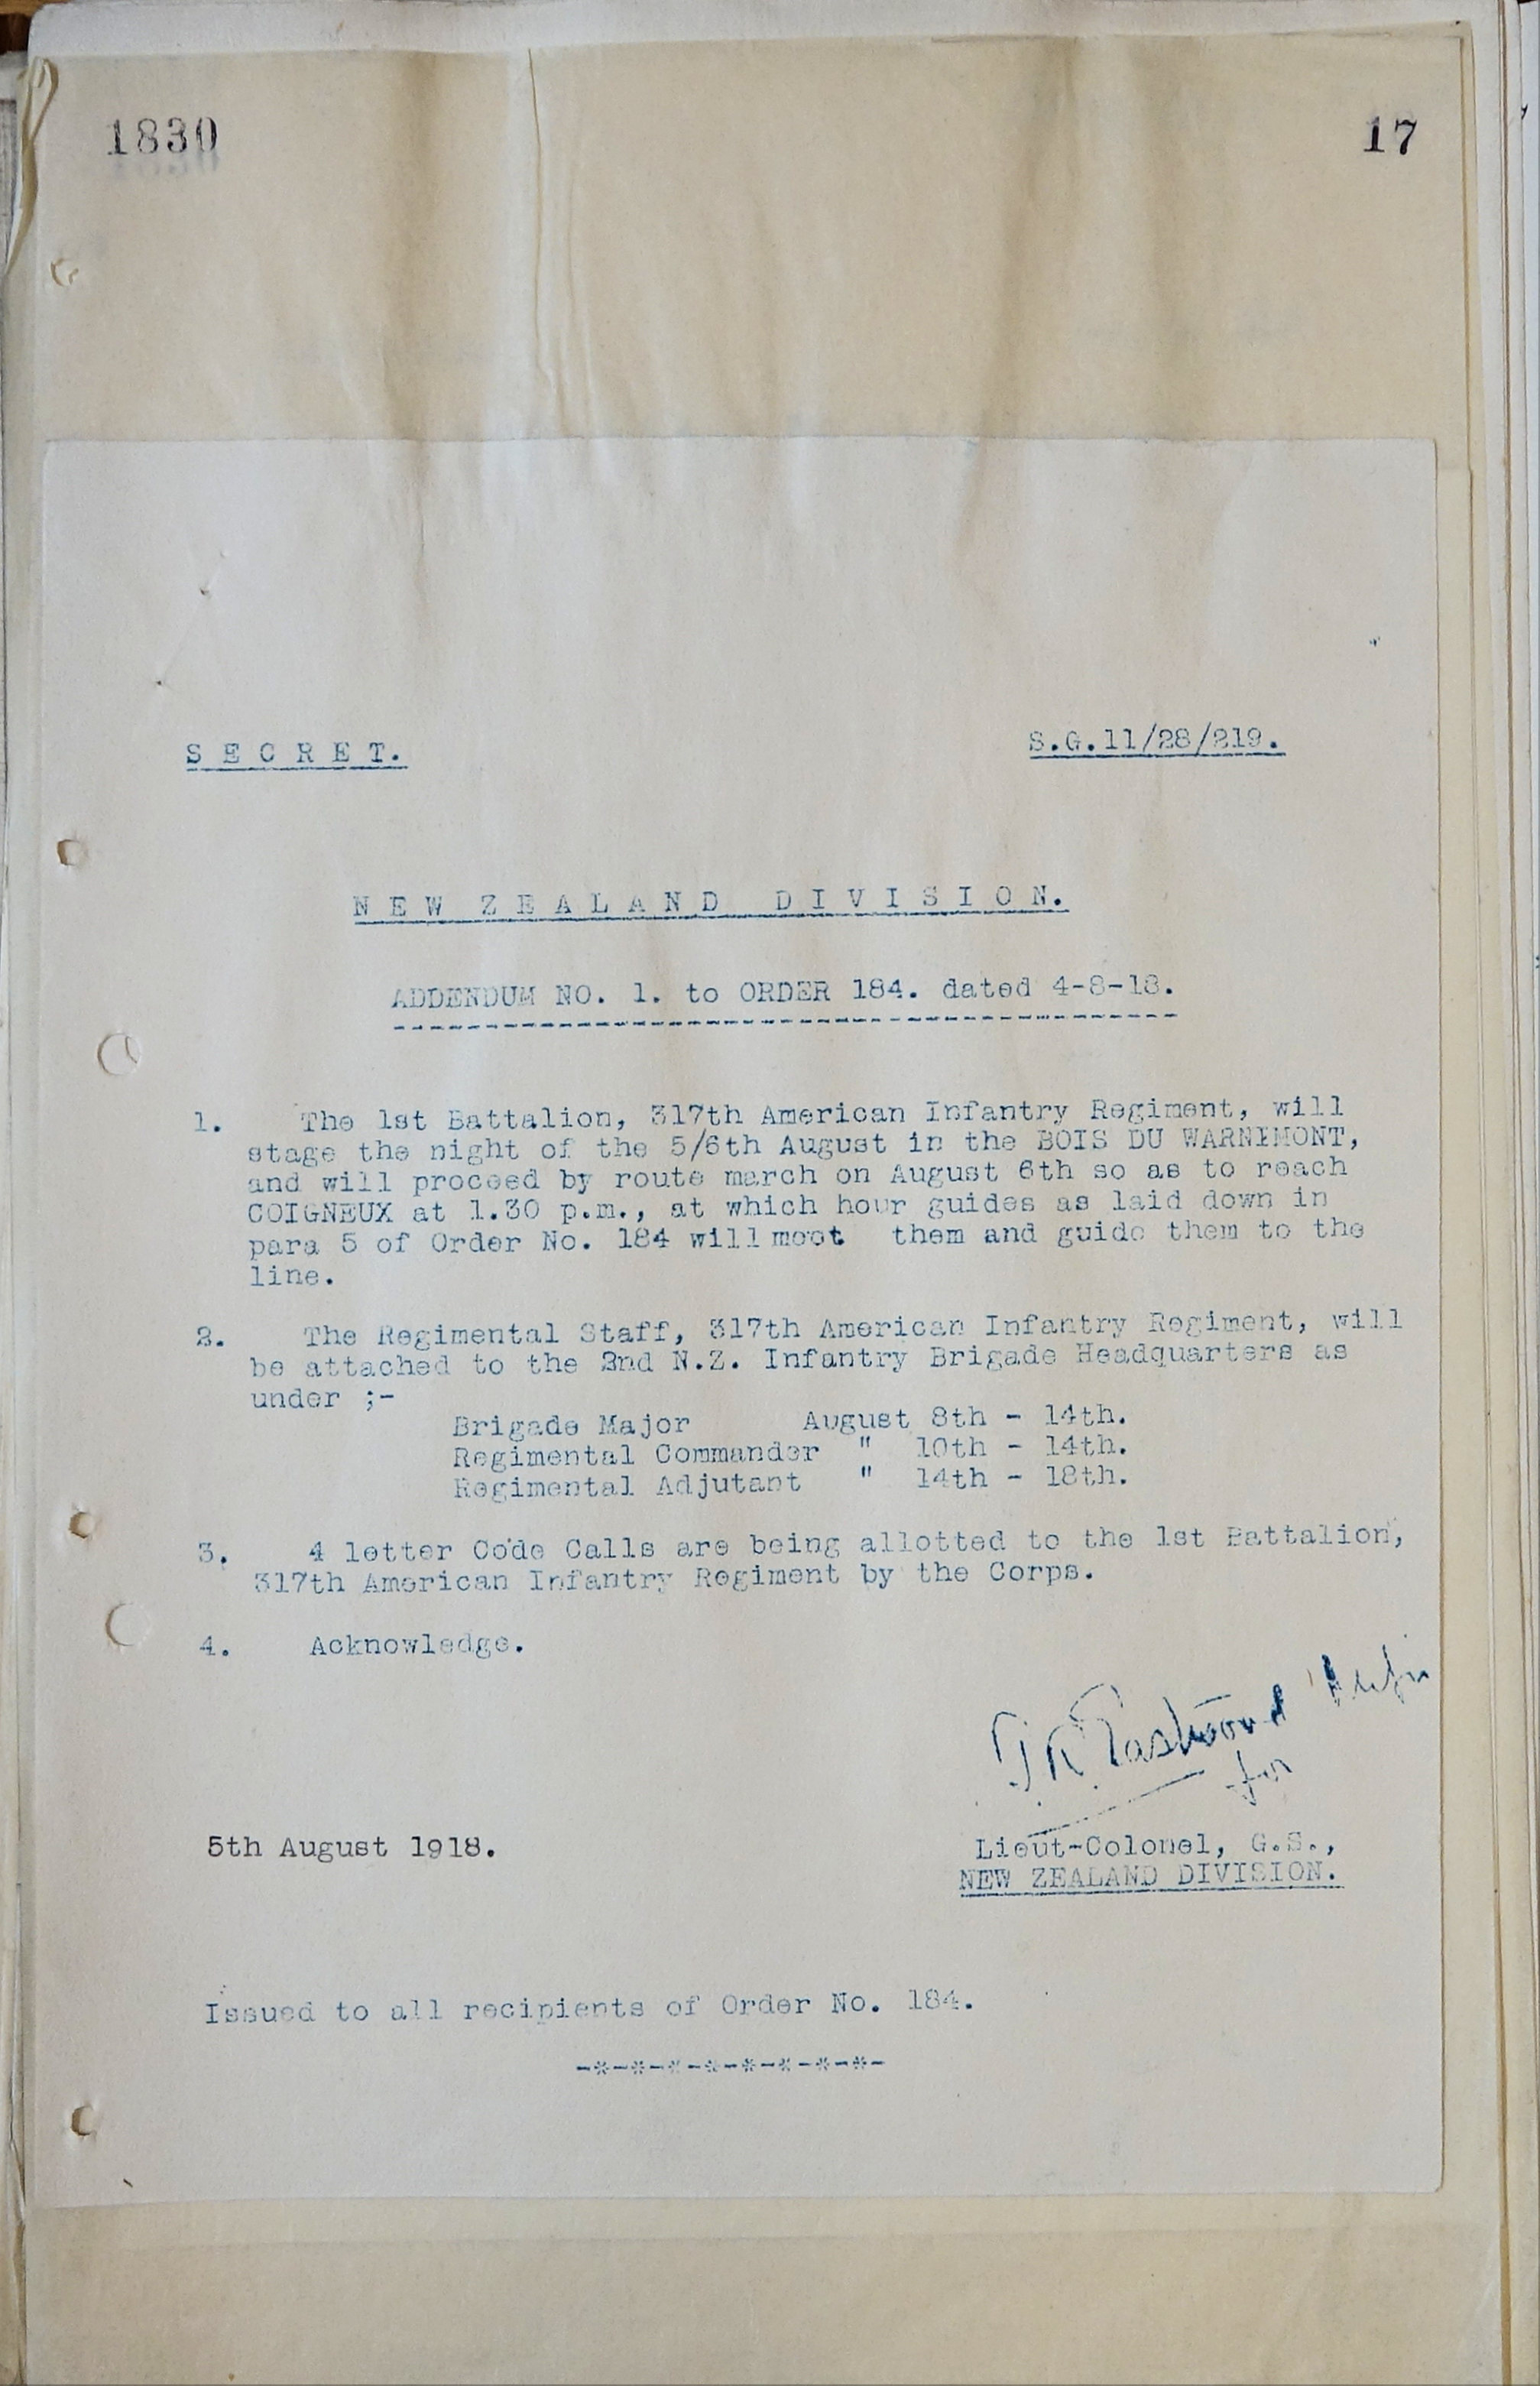 1830
17
S E C R E T.
S.G.11/28/219.
N E W Z E A L A N D D I V I S I O N.
ADDENDUM NO. 1. to ORDER 184. dated 4-8-18.
1. The 1st Battalion, 317th American Infantry Regiment, will
stage the night of the 5/6th August in the BOIS DU WARNIMONT,
and will proceed by route march on August 6th so as to reach
COIGNEUX at 1.30 p.m., at which hour guides as laid down in
para 5 of Order No. 184 will meet them and guide them to the
line.
2. The Regimental Staff, 317th American Infantry Regiment, will
be attached to the 2nd N.Z. Infantry Brigade Headquarters as
under ;-
Brigade Major August 8th - 14th.
Regimental Commander " 10th - 14th.
Regimental Adjutant " 14th - 18th.
3. 4 letter Code Calls are being allotted to the 1st Battalion,
317th American Infantry Regiment by the Corps.
4. Acknowledge.
Eastwood
for
5th August 1918.
Lieut-Colonel, G.S.,
NEW ZEALAND DIVISION.
Issued to all recipients of Order No. 184.
-*-*-*-*-*-*-*-*-